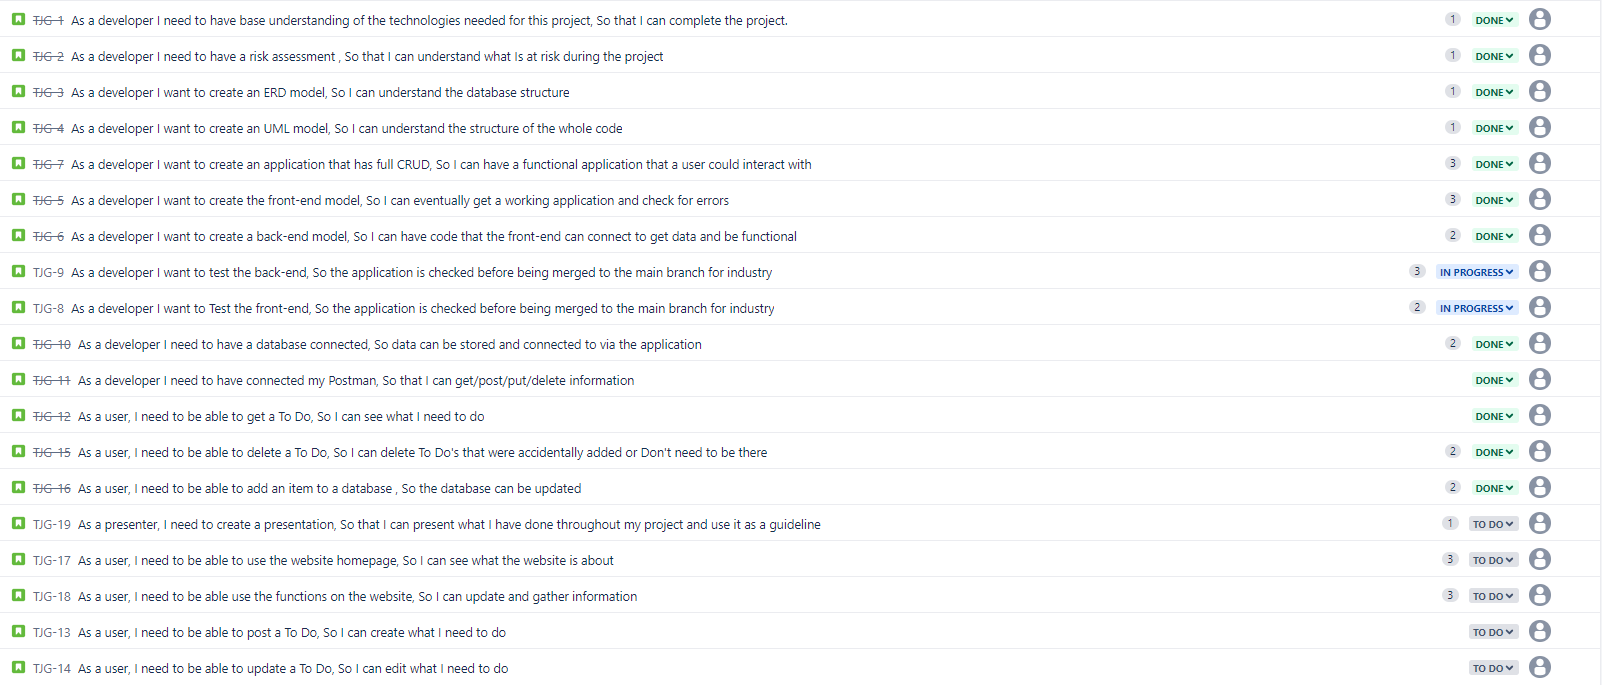 TJG-1 As a developer I need to have base understanding of the technologies needed for this project, So that I can complete the project. 1 DONE
TJG-2 As a developer I need to have a risk assessment , So that I can understand what Is at risk during the project 1 DONE
TJG-3 As a developer I want to create an ERD model, So I can understand the database structure 1 DONE
TJG-4 As a developer I want to create an UML model, So I can understand the structure of the whole code 1 DONE
TJG-7 As a developer I want to create an application that has full CRUD, So I can have a functional application that a user could interact with 3 DONE
TJG-5 As a developer I want to create the front-end model, So I can eventually get a working application and check for errors 3 DONE
TJG-6 As a developer I want to create a back-end model, So I can have code that the front-end can connect to get data and be functional 2 DONE
TJG-9 As a developer I want to test the back-end, So the application is checked before being merged to the main branch for industry 3 IN PROGRESS
TJG-8 As a developer I want to Test the front-end, So the application is checked before being merged to the main branch for industry 2 IN PROGRESS
TJG-10 As a developer I need to have a database connected, So data can be stored and connected to via the application 2 DONE
TJG-11 As a developer I need to have connected my Postman, So that I can get/post/put/delete information DONE
TJG-12 As a user, I need to be able to get a To Do, So I can see what I need to do DONE
TJG-15 As a user, I need to be able to delete a To Do, So I can delete To Do's that were accidentally added or Don't need to be there 2 DONE
TJG-16 As a user, I need to be able to add an item to a database , So the database can be updated 2 DONE
TJG-19 As a presenter, I need to create a presentation, So that I can present what I have done throughout my project and use it as a guideline 1 TO DO
TJG-17 As a user, I need to be able to use the website homepage, So I can see what the website is about 3 TO DO
TJG-18 As a user, I need to be able use the functions on the website, So I can update and gather information 3 TO DO
TJG-13 As a user, I need to be able to post a To Do, So I can create what I need to do TO DO
TJG-14 As a user, I need to be able to update a To Do, So I can edit what I need to do TO DO